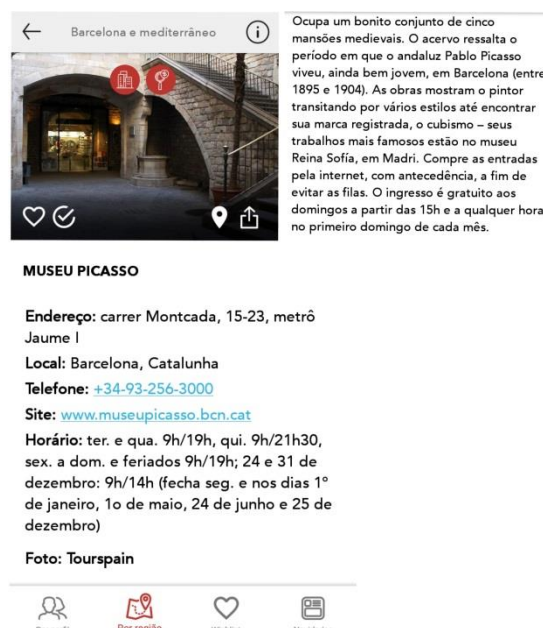 Barcelona e mediterrâneo
Ocupa um bonito conjunto de cinco
mansões medievais. O acervo ressalta o
período em que o andaluz Pablo Picasso
viveu, ainda bem jovem, em Barcelona (entre
1895 e 1904). As obras mostram o pintor
transitando por vários estilos até encontrar
sua marca registrada, o cubismo – seus
trabalhos mais famosos estão no museu
Reina Sofía, em Madri. Compre as entradas
pela internet, com antecedência, a fim de
evitar as filas. O ingresso é gratuito aos
domingos a partir das 15h e a qualquer hora
no primeiro domingo de cada mês.
MUSEU PICASSO
Endereço: carrer Montcada, 15-23, metrô
Jaume I
Local: Barcelona, Catalunha
Telefone: +34-93-256-3000
Site: www.museupicasso.bcn.cat
Horário: ter. e qua. 9h/19h, qui. 9h/21h30,
sex. a dom. e feriados 9h/19h; 24 e 31 de
dezembro: 9h/14h (fecha seg. e nos dias 1º
de janeiro, 1o de maio, 24 de junho e 25 de
dezembro)
Foto: Tourspain
Por região